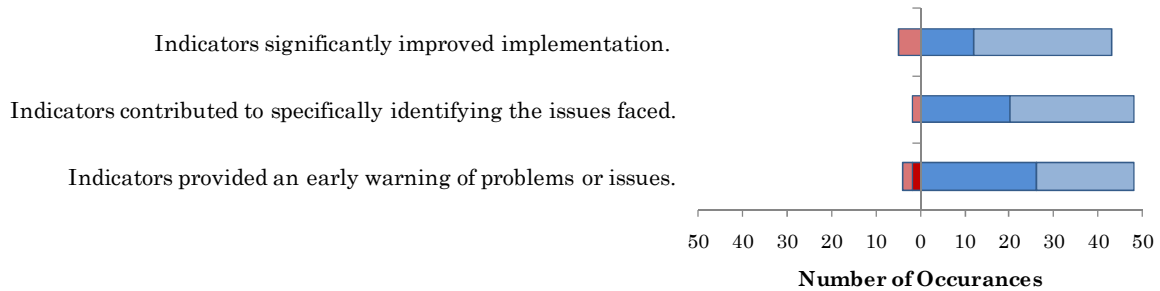 Indicators significantly improved implementation.
Indicators contributed to specifically identifying the issues faced.
Indicators provided an early warning of problems or issues.
50 40 30 20 10 0 10 20 30 40 50
Number of Occurances